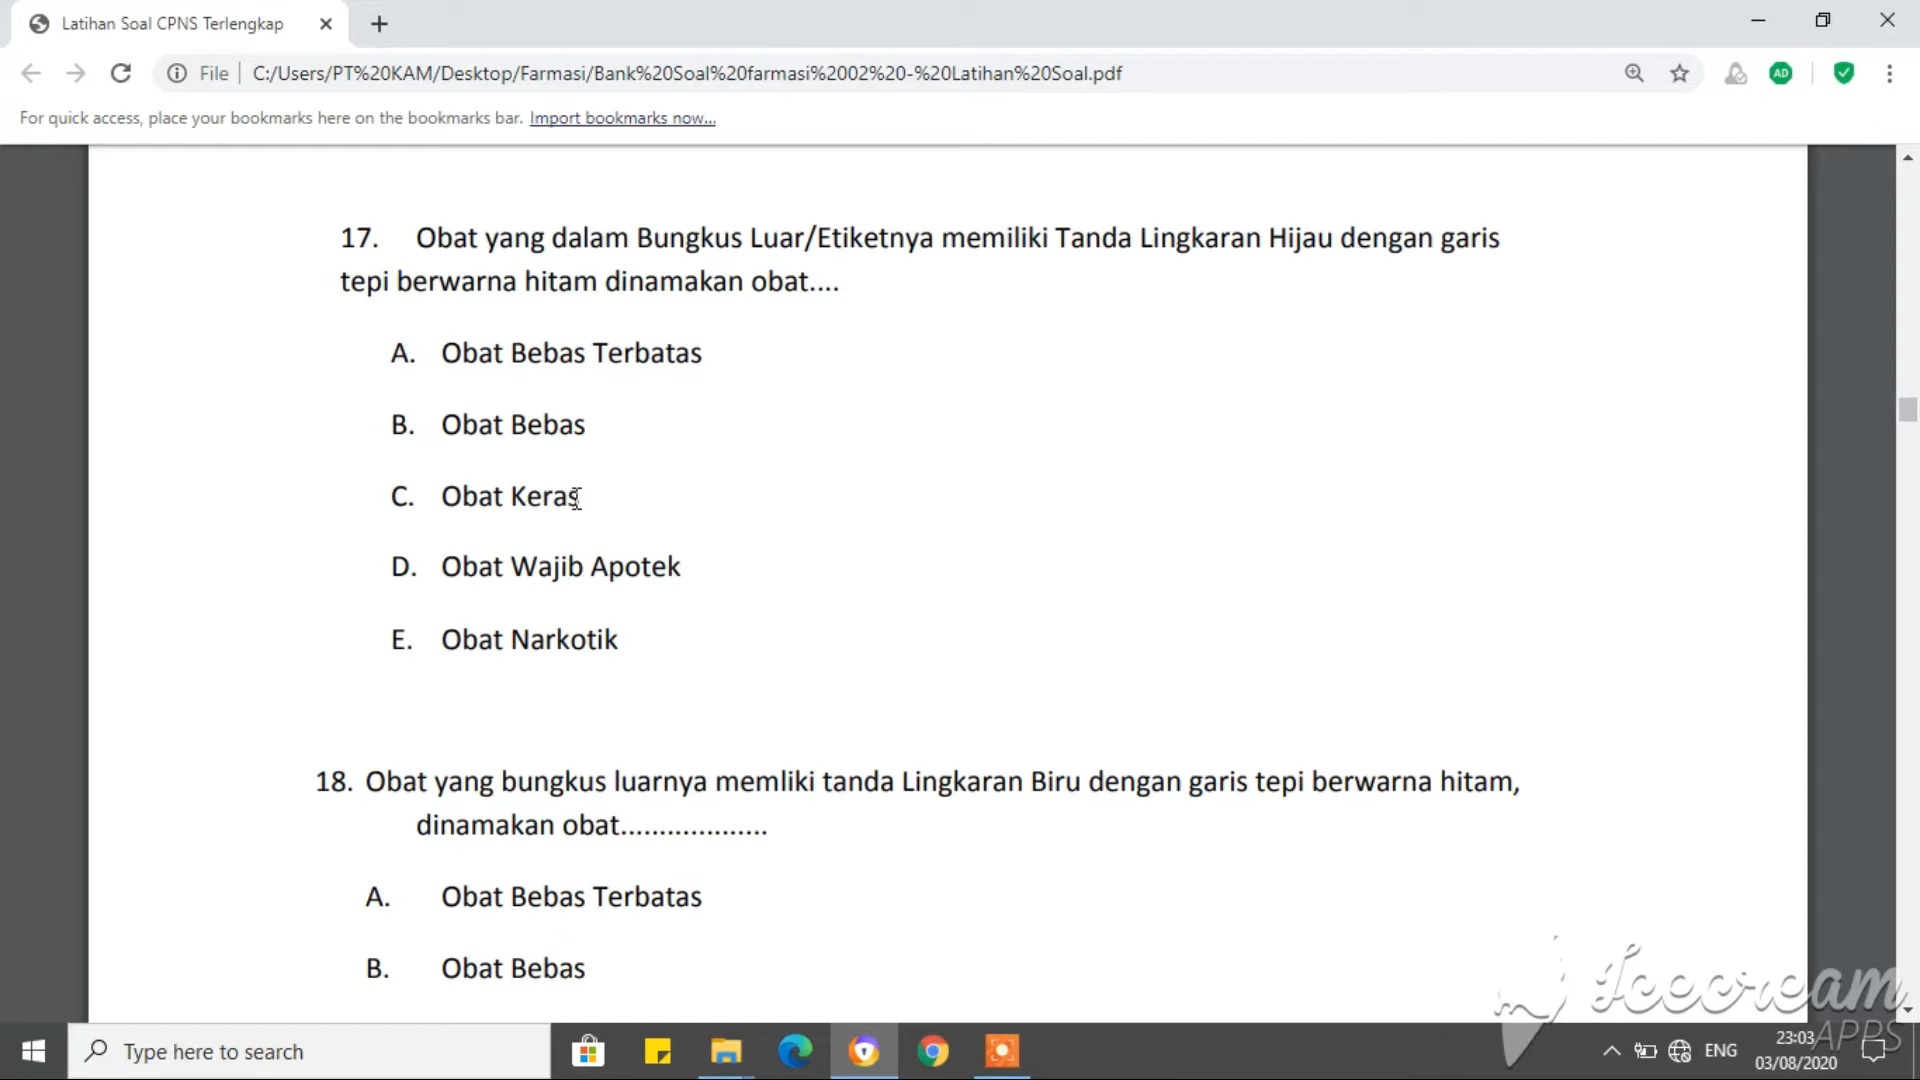 Latihan Soal CPNS Terlengkap
File
C:/Users/PT%20KAM/Desktop/Farmasi/Bank%20Soal%20farmasi%2002%20-%20Latihan%20Soal.pdf
AD
For quick access, place your bookmarks here on the bookmarks bar. Import bookmarks now...
17. Obat yang dalam Bungkus Luar/Etiketnya memiliki Tanda Lingkaran Hijau dengan garis
tepi berwarna hitam dinamakan obat....
A. Obat Bebas Terbatas
B. Obat Bebas
C. Obat Keras
D. Obat Wajib Apotek
E. Obat Narkotik
18. Obat yang bungkus luarnya memliki tanda Lingkaran Biru dengan garis tepi berwarna hitam,
dinamakan obat...................
A. Obat Bebas Terbatas
B. Obat Bebas
Icecream
APPS
Type here to search
ENG
23:03
03/08/2020